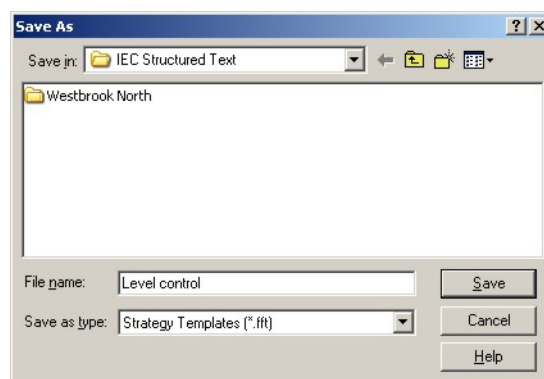 Save As
Save in: IEC Structured Text
Westbrook North
File name: Level control Save
Save as type: Strategy Templates (*.fft) Cancel
Help